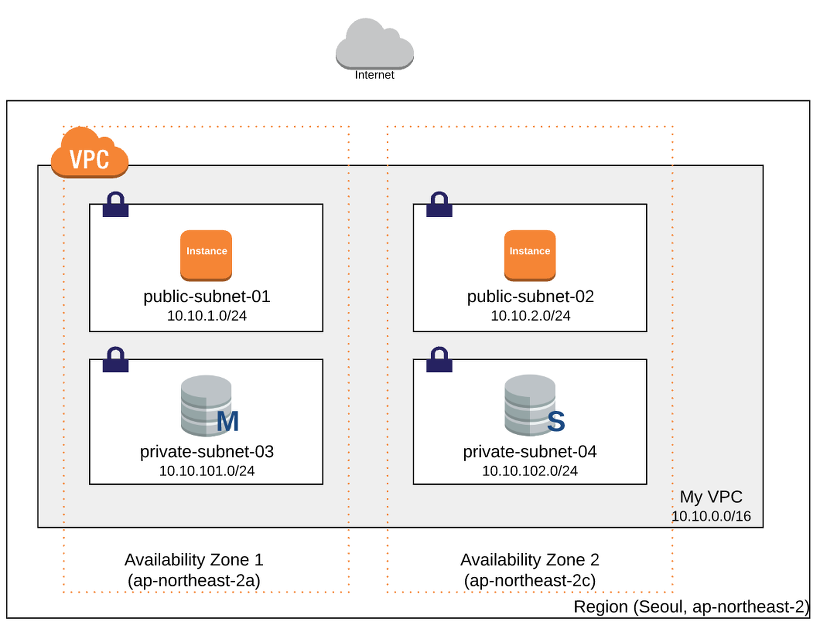 Internet
VPC
Instance
public-subnet-01
10.10.1.0/24
Instance
public-subnet-02
10.10.2.0/24
M
private-subnet-03
10.10.101.0/24
S
private-subnet-04
10.10.102.0/24
My VPC
10.10.0.0/16
Availability Zone 1
(ap-northeast-2a)
Availability Zone 2
(ap-northeast-2c)
Region (Seoul, ap-northeast-2)